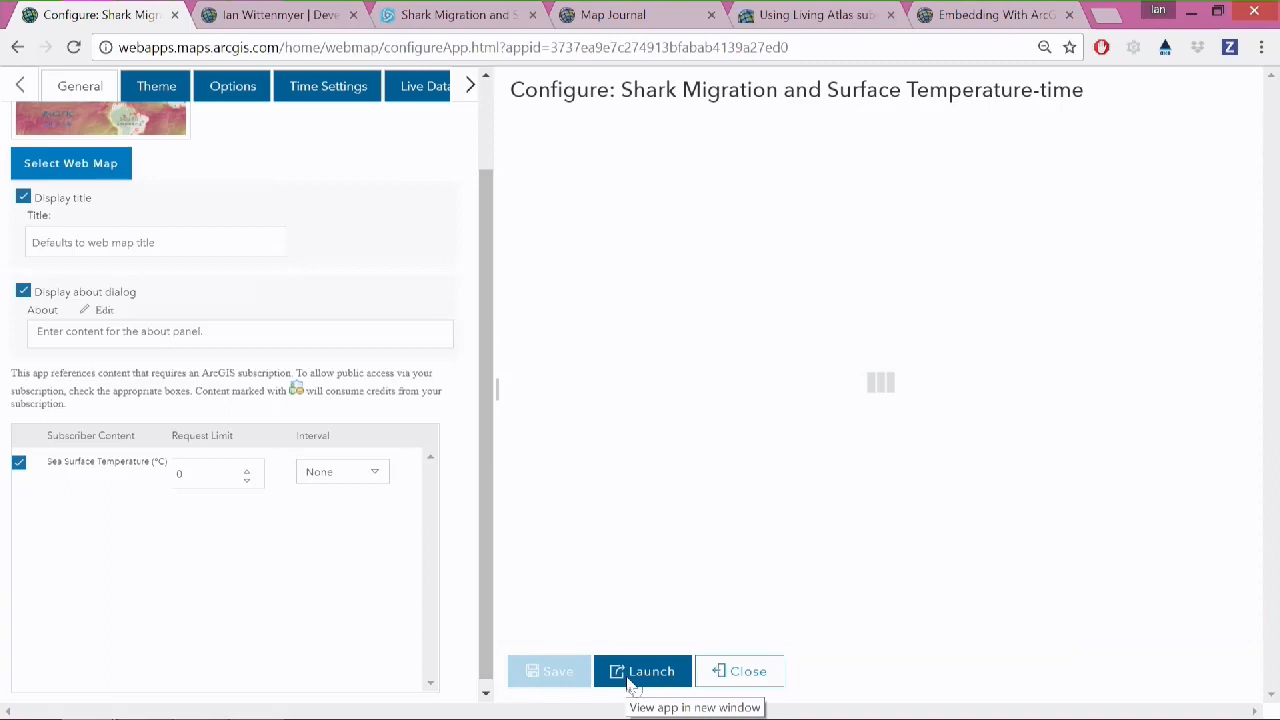 Configure: Shark Migr
Ian Wittenmyer | Deve
Shark Migration and S
Map Journal
Using Living Atlas sub
Embedding With ArcG
Ian
webapps.maps.arcgis.com/home/webmap/configureApp.html?appid=3737ea9e7c274913bfabab4139a27ed0
Z
General
Theme
Options
Time Settings
Live Data
Configure: Shark Migration and Surface Temperature-time
Select Web Map
Display title
Title:
Defaults to web map title
Display about dialog
About Edit
Enter content for the about panel.
This app references content that requires an ArcGIS subscription. To allow public access via your
subscription, check the appropriate boxes. Content marked with will consume credits from your
subscription.
Subscriber Content Request Limit Interval
Sea Surface Temperature (°C) 0 None
Save
Launch
Close
View app in new window